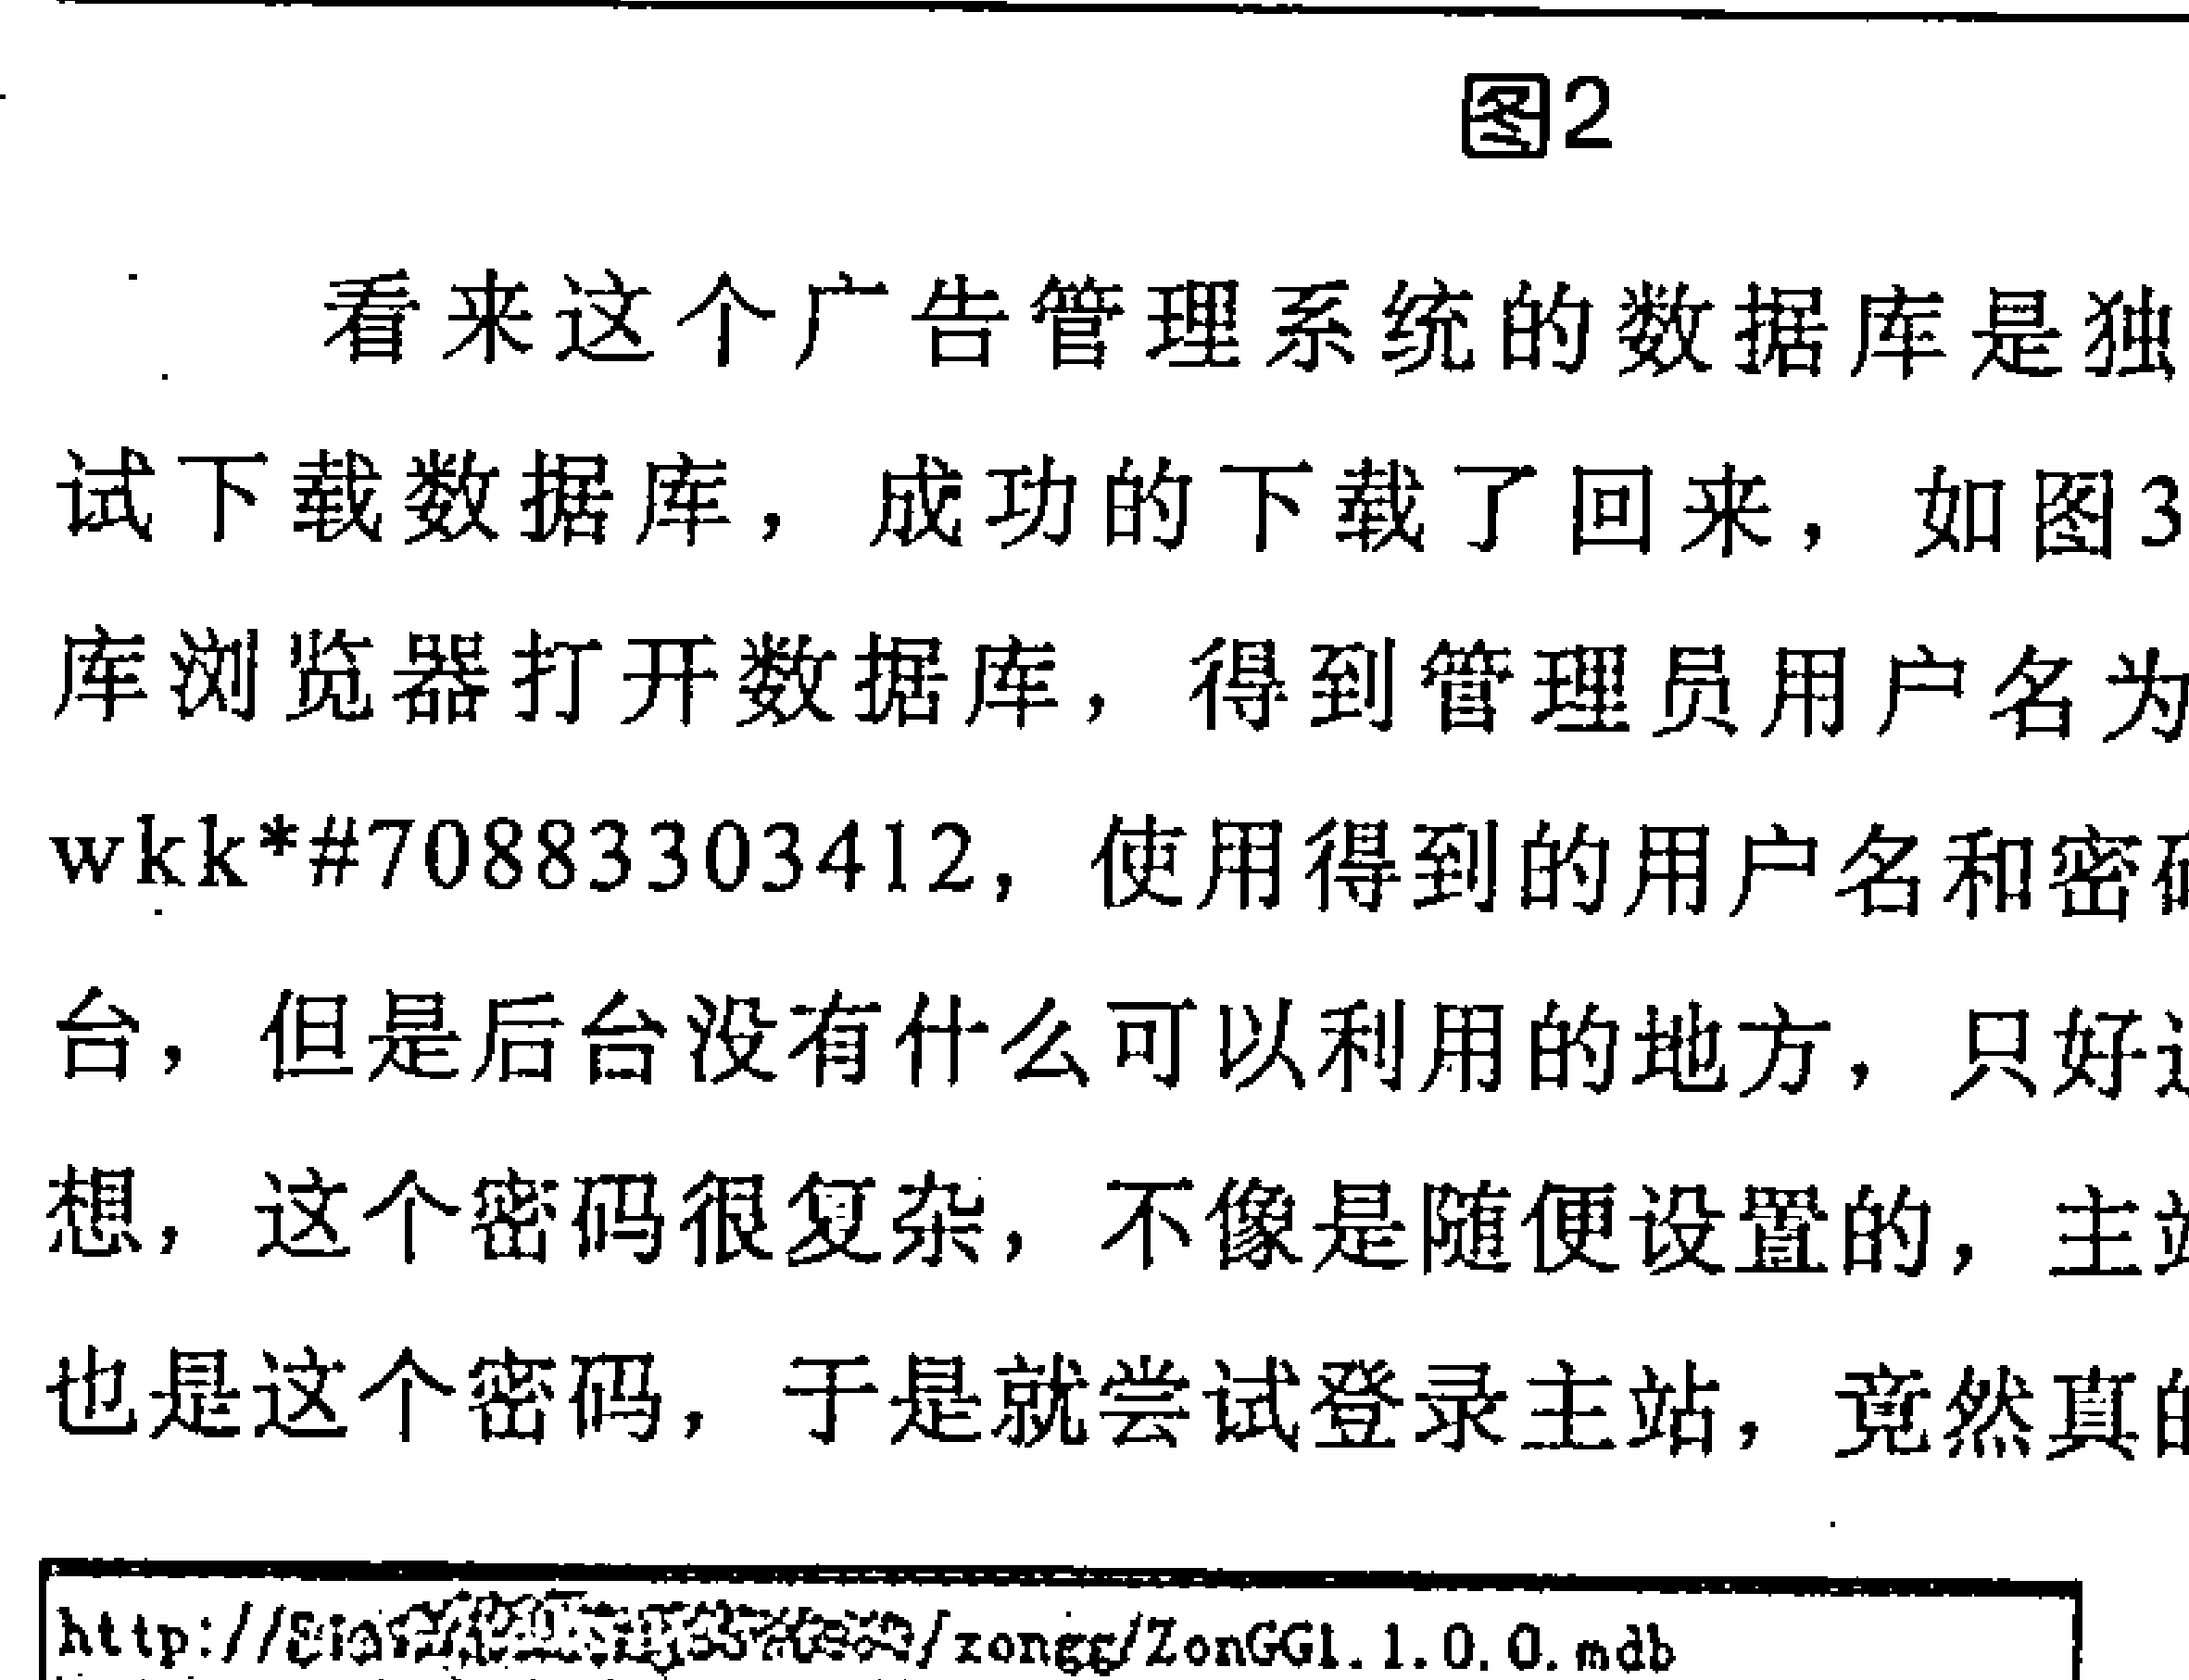 图2
看来这个广告管理系统的数据库是独
试下载数据库，成功的下载了回来，如图3
库浏览器打开数据库，得到管理员用户名为
wkk*#70883303412，使用得到的用户名和密码
台，但是后台没有什么可以利用的地方，只好
想，这个密码很复杂，不像是随便设置的，主站
也是这个密码，于是就尝试登录主站，竟然真的
http:// /zongg/ZonGG1.1.0.0.mdb